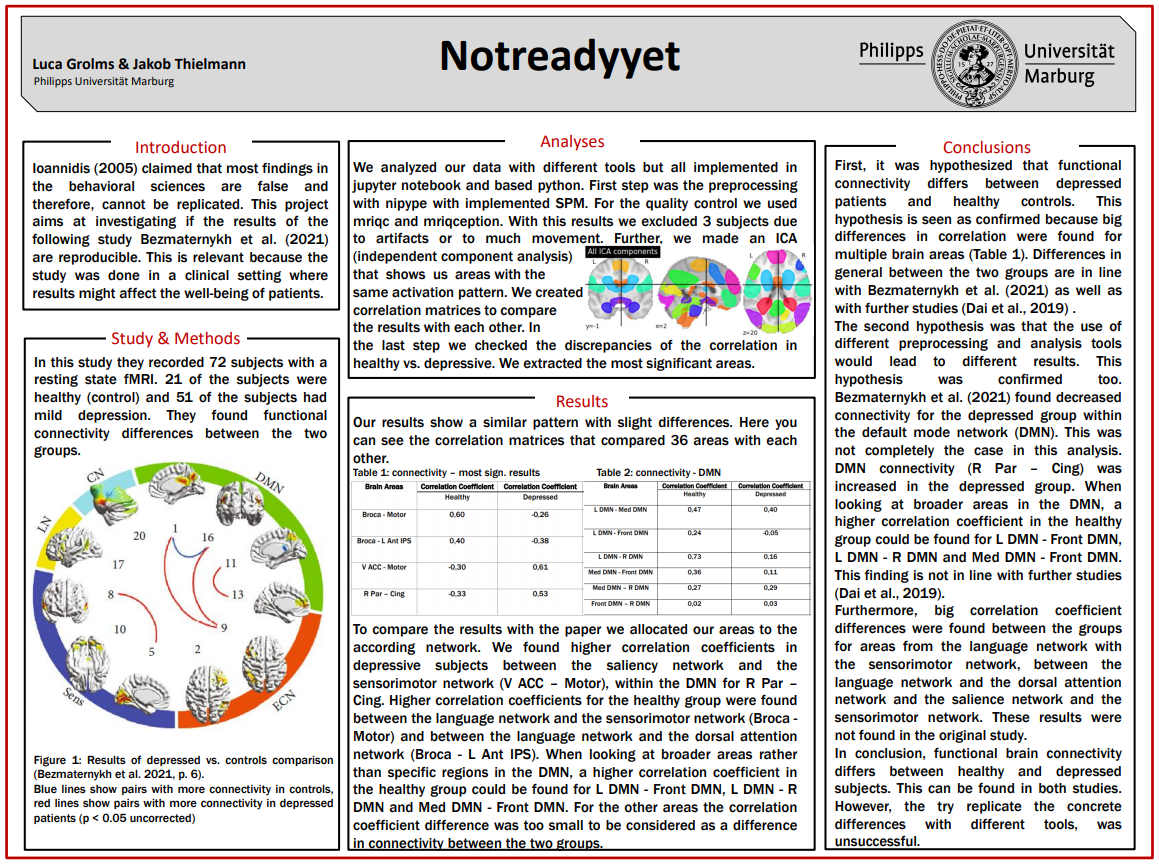 Luca Grolms & Jakob Thielmann
Philipps Universität Marburg
Notreadyyet
Philipps
Universität
Marburg
15 27
Introduction
Ioannidis (2005) claimed that most findings in
the behavioral sciences are false and
therefore, cannot be replicated. This project
aims at investigating if the results of the
following study Bezmaternykh et al. (2021)
are reproducible. This is relevant because the
study was done in a clinical setting where
results might affect the well-being of patients.
Study & Methods
In this study they recorded 72 subjects with a
resting state fMRI. 21 of the subjects were
healthy (control) and 51 of the subjects had
mild depression. They found functional
connectivity differences between the two
groups.
CN
DMN
LN
Sens
ECN
1
20
16
17
11
8
13
10
9
5
2
Figure 1: Results of depressed vs. controls comparison
(Bezmaternykh et al. 2021, p. 6).
Blue lines show pairs with more connectivity in controls,
red lines show pairs with more connectivity in depressed
patients (p < 0.05 uncorrected)
Analyses
We analyzed our data with different tools but all implemented in
jupyter notebook and based python. First step was the preprocessing
with nipype with implemented SPM. For the quality control we used
mriqc and mriqception. With this results we excluded 3 subjects due
to artifacts or to much movement. Further, we made an ICA
(independent component analysis)
that shows us areas with the
same activation pattern. We created
correlation matrices to compare
the results with each other. In
the last step we checked the discrepancies of the correlation in
healthy vs. depressive. We extracted the most significant areas.
All ICA components
L R
L R
y=-1
x=2
z=20
Results
Our results show a similar pattern with slight differences. Here you
can see the correlation matrices that compared 36 areas with each
other.
Table 1: connectivity – most sign. results
Brain Areas Correlation Coefficient Correlation Coefficient
Healthy Depressed
Broca - Motor 0,60 -0,26
Broca - L Ant IPS 0,40 -0,38
V ACC - Motor -0,30 0,61
R Par – Cing -0,33 0,53
Table 2: connectivity - DMN
Brain Areas Correlation Coefficient Correlation Coefficient
Healthy Depressed
L DMN - Med DMN 0,47 0,40
L DMN - Front DMN 0,24 -0,05
L DMN - R DMN 0,73 0,16
Med DMN - Front DMN 0,36 0,11
Med DMN – R DMN 0,27 0,29
Front DMN – R DMN 0,02 0,03
To compare the results with the paper we allocated our areas to the
according network. We found higher correlation coefficients in
depressive subjects between the saliency network and the
sensorimotor network (V ACC – Motor), within the DMN for R Par –
Cing. Higher correlation coefficients for the healthy group were found
between the language network and the sensorimotor network (Broca -
Motor) and between the language network and the dorsal attention
network (Broca - L Ant IPS). When looking at broader areas rather
than specific regions in the DMN, a higher correlation coefficient in
the healthy group could be found for L DMN - Front DMN, L DMN - R
DMN and Med DMN - Front DMN. For the other areas the correlation
coefficient difference was too small to be considered as a difference
in connectivity between the two groups.
Conclusions
First, it was hypothesized that functional
connectivity differs between depressed
patients and healthy controls. This
hypothesis is seen as confirmed because big
differences in correlation were found for
multiple brain areas (Table 1). Differences in
general between the two groups are in line
with Bezmaternykh et al. (2021) as well as
with further studies (Dai et al., 2019) .
The second hypothesis was that the use of
different preprocessing and analysis tools
would lead to different results. This
hypothesis was confirmed too.
Bezmaternykh et al. (2021) found decreased
connectivity for the depressed group within
the default mode network (DMN). This was
not completely the case in this analysis.
DMN connectivity (R Par – Cing) was
increased in the depressed group. When
looking at broader areas in the DMN, a
higher correlation coefficient in the healthy
group could be found for L DMN - Front DMN,
L DMN - R DMN and Med DMN - Front DMN.
This finding is not in line with further studies
(Dai et al., 2019).
Furthermore, big correlation coefficient
differences were found between the groups
for areas from the language network with
the sensorimotor network, between the
language network and the dorsal attention
network and the salience network and the
sensorimotor network. These results were
not found in the original study.
In conclusion, functional brain connectivity
differs between healthy and depressed
subjects. This can be found in both studies.
However, the try replicate the concrete
differences with different tools, was
unsuccessful.